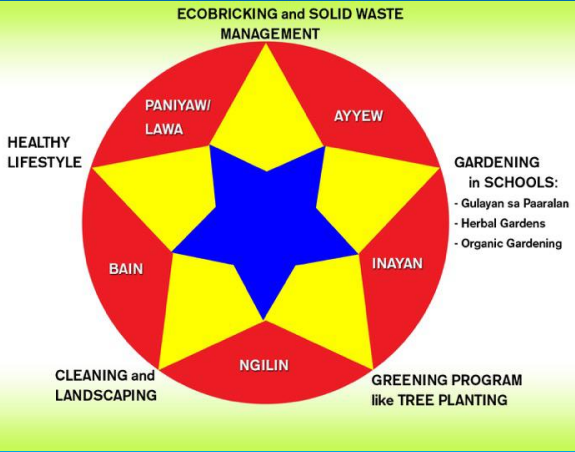 ECOBRICKING and SOLID WASTE
MANAGEMENT
PANIYAW/
LAWA
AYYEW
HEALTHY
LIFESTYLE
GARDENING
in SCHOOLS:
- Gulayan sa Paaralan
- Herbal Gardens
- Organic Gardening
BAIN
INAYAN
NGILIN
CLEANING and
LANDSCAPING
GREENING PROGRAM
like TREE PLANTING